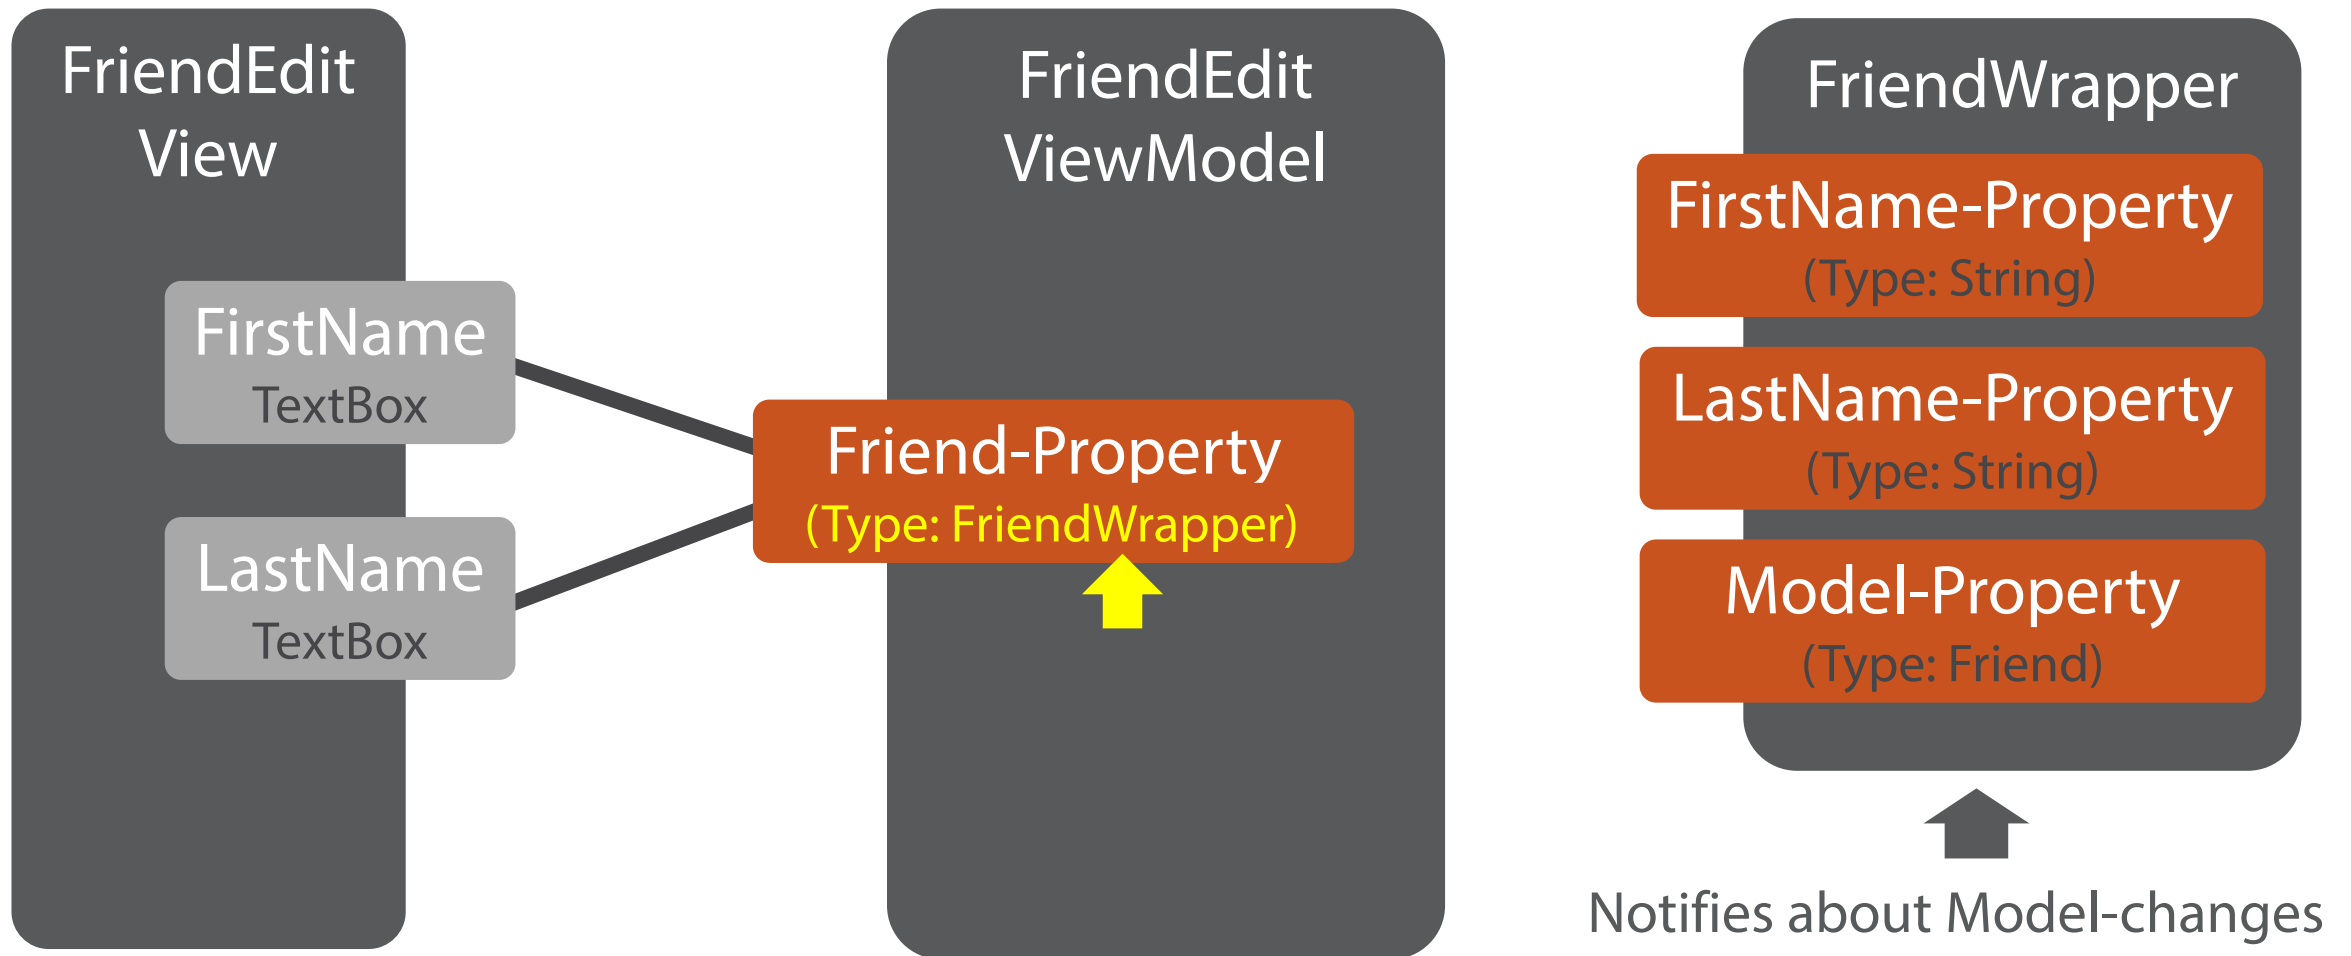 FriendEdit
View
FirstName
TextBox
LastName
TextBox
FriendEdit
ViewModel
Friend-Property
(Type: FriendWrapper)
FriendWrapper
FirstName-Property
(Type: String)
LastName-Property
(Type: String)
Model-Property
(Type: Friend)
Notifies about Model-changes